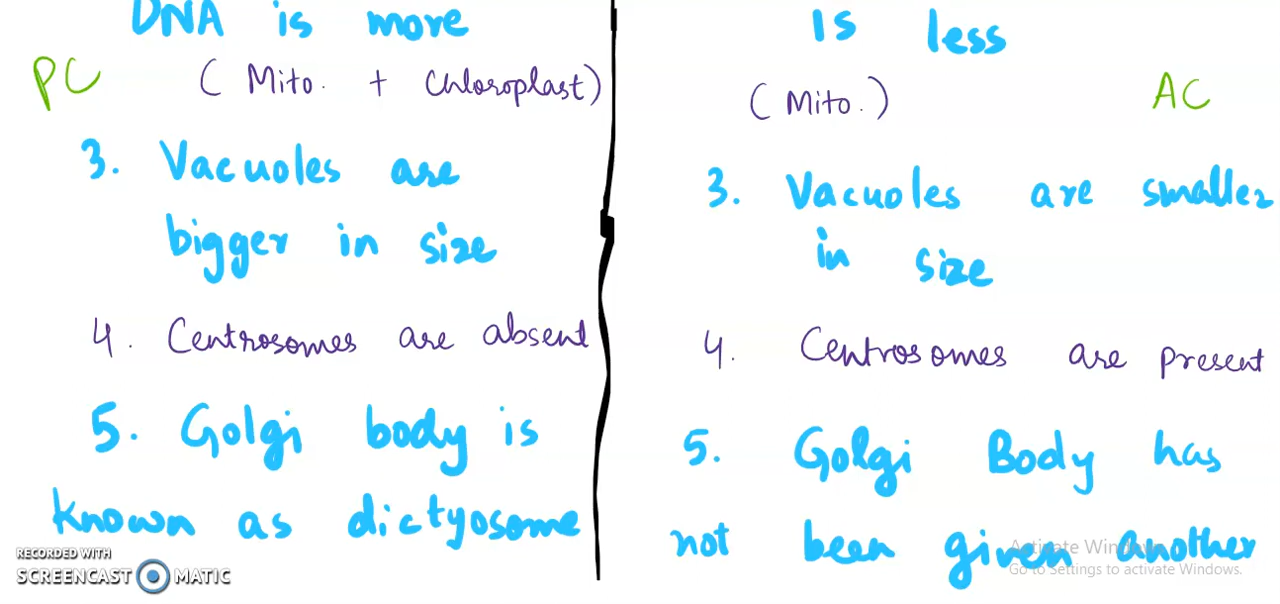 DNA is more
PC ( Mito. + Chloroplast)
3. Vacuoles are
bigger in size
4. Centrosomes are absent
5. Golgi body is
known as dictyosome
Is less
( Mito. ) AC
3. Vacuoles are smaller
in size
4. Centrosomes are present
5. Golgi Body has
not been given another
RECORDED WITH
SCREENCAST MATIC
Activate Windows
Go to Settings to activate Windows.